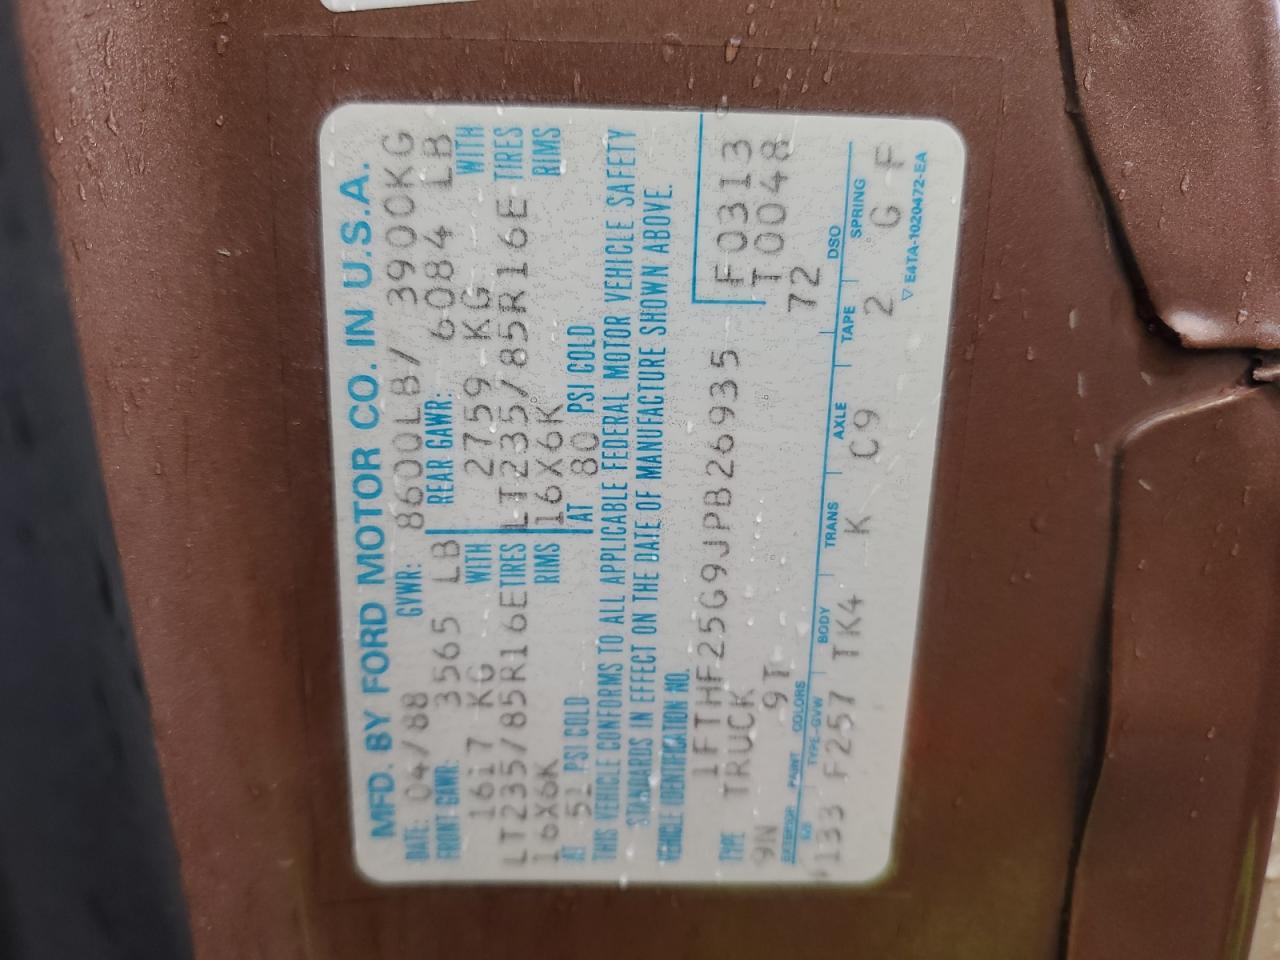 MFD. BY FORD MOTOR CO. IN U.S.A.
DATE: 04/88 GVWR: 8600LB/ 3900KG
FRONT GAWR: 3565 LB REAR GAWR: 6084 LB
1617 KG WITH 2759 KG WITH
LT235/85R16E TIRES LT235/85R16E TIRES
16X6K RIMS 16X6K RIMS
AT 51 PSI COLD AT 80 PSI COLD
THIS VEHICLE CONFORMS TO ALL APPLICABLE FEDERAL MOTOR VEHICLE SAFETY
STANDARDS IN EFFECT ON THE DATE OF MANUFACTURE SHOWN ABOVE.
VEHICLE IDENTIFICATION NO.
1FTHF25G9JPB26935 F0313
TYPE TRUCK T0048
9N 9T 72
EXTERIOR PAINT COLORS DSO
WB TYPE-GVW BODY TRANS AXLE TAPE SPRING
133 F257 TK4 K C9 2 G F
▽ E4TA-1020472-EA